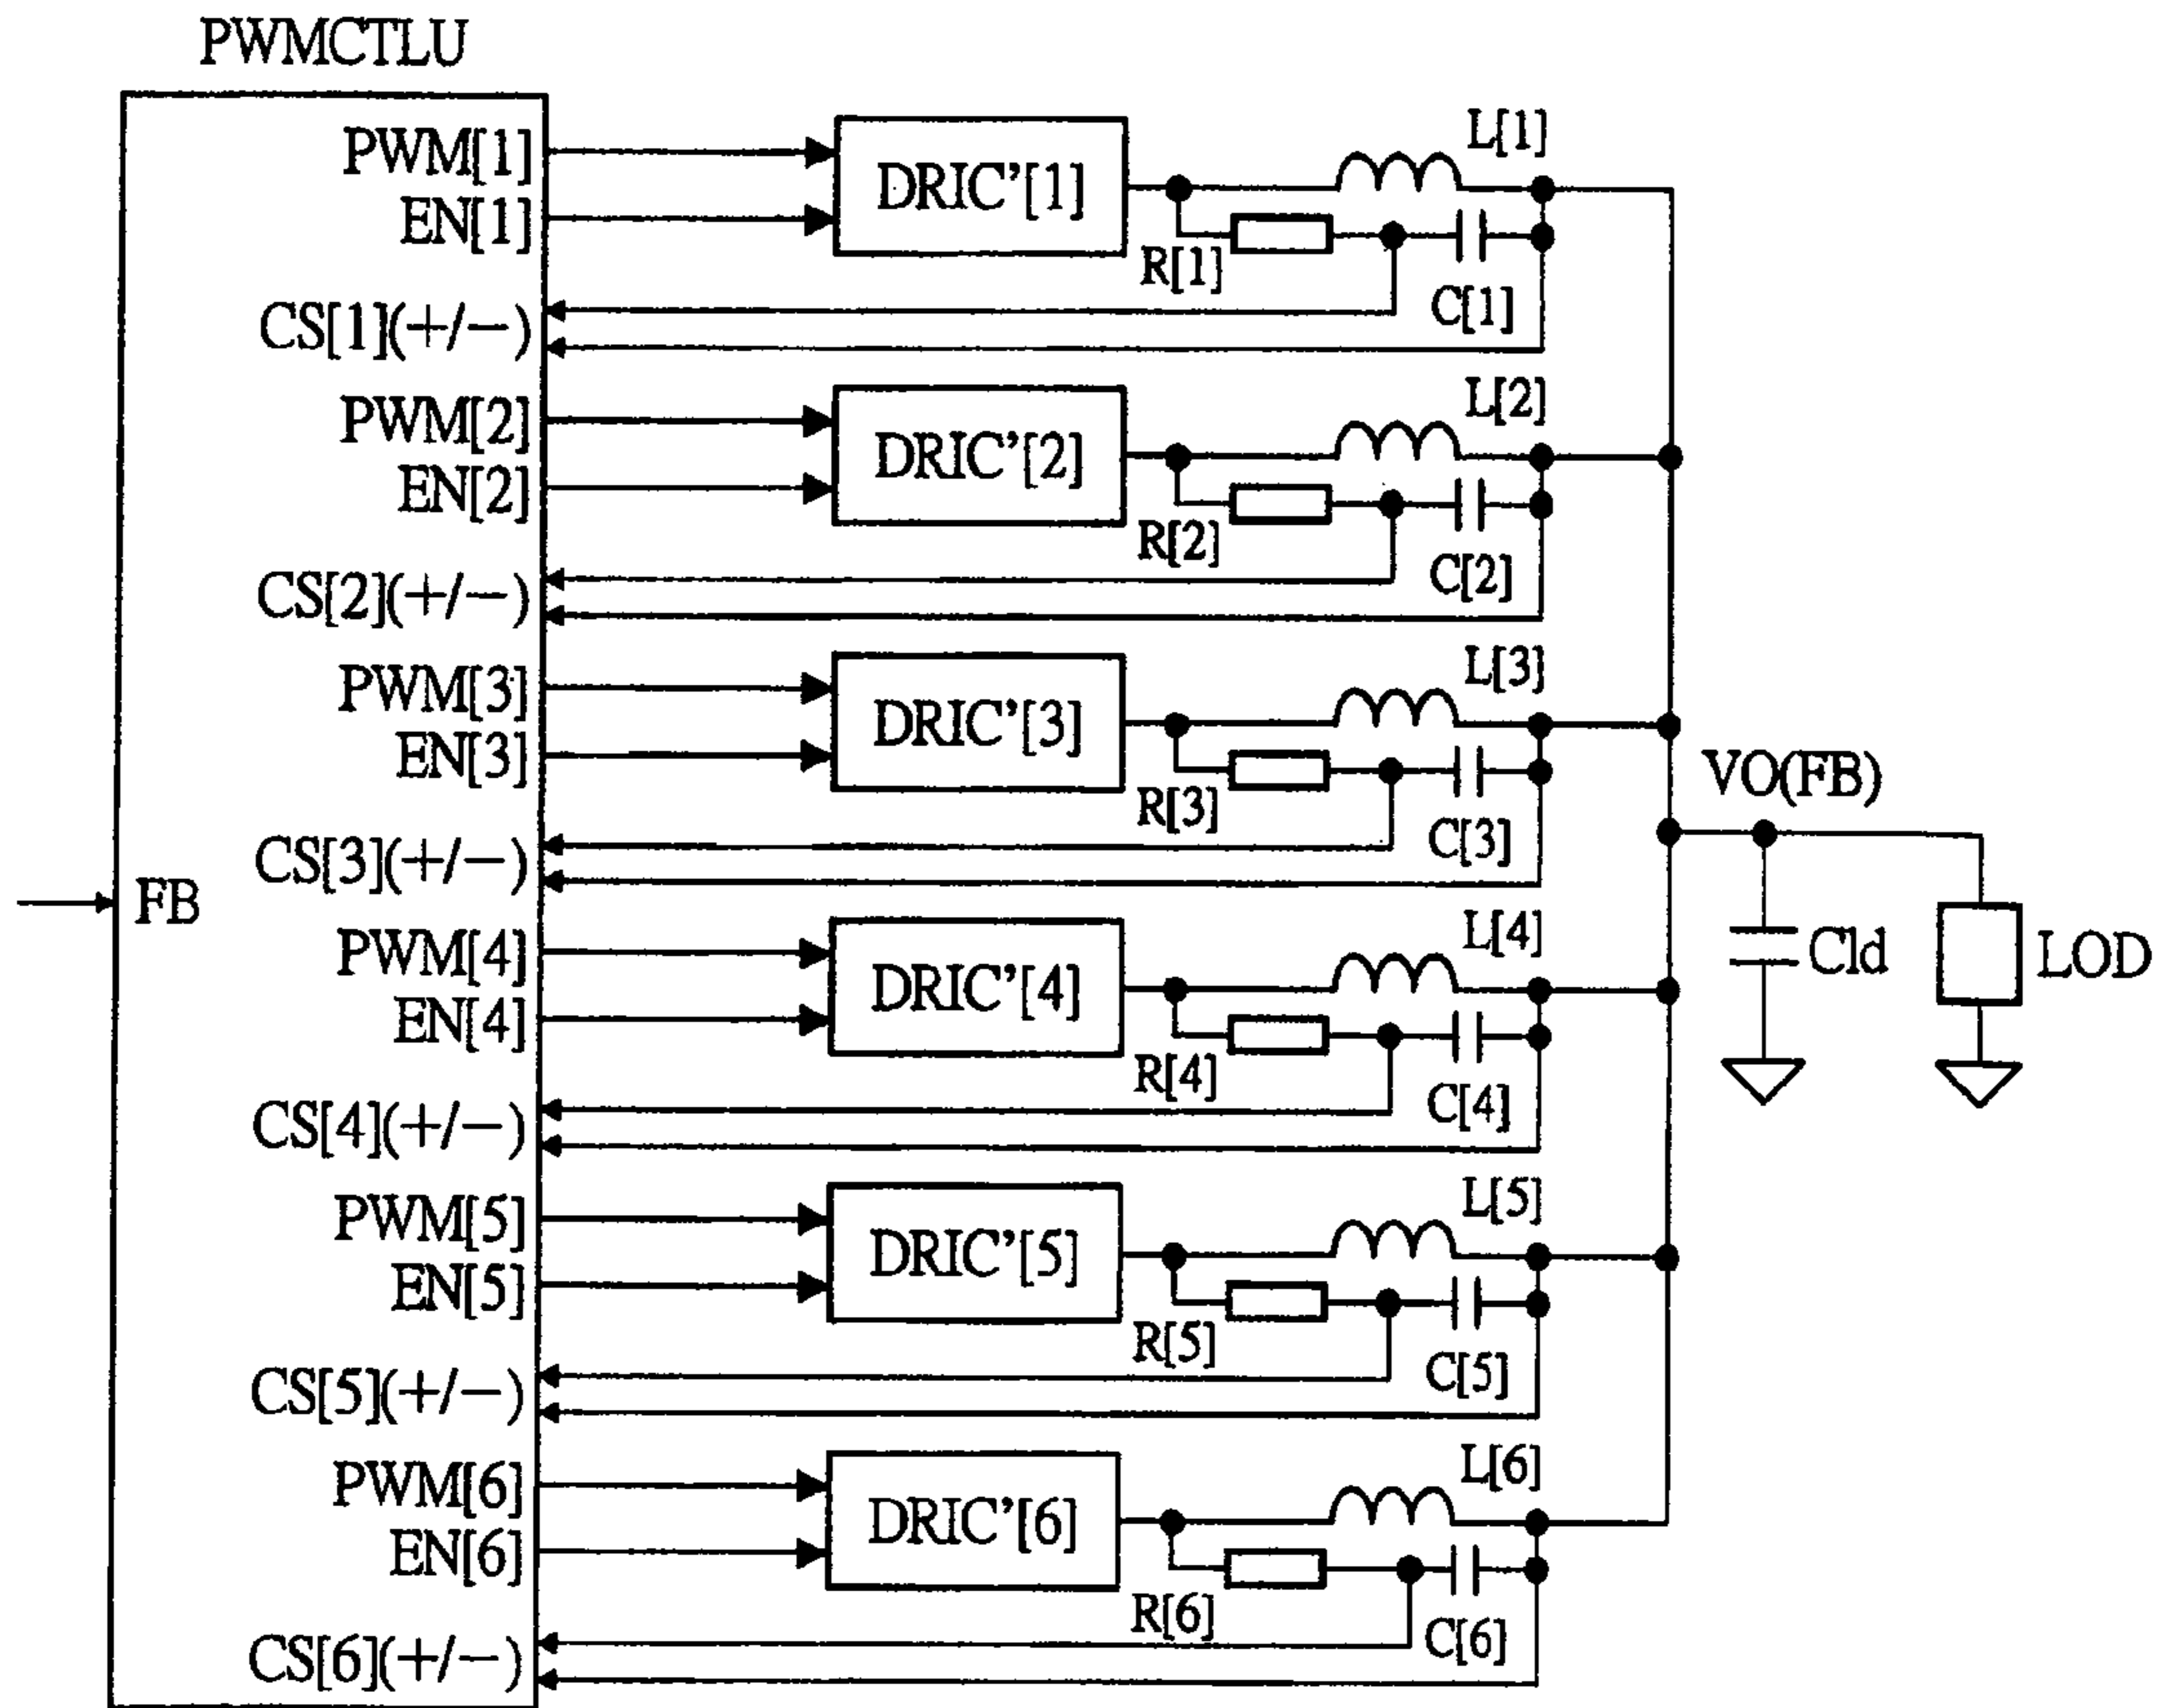 PWMCTLU
PWM[1]
EN[1]
CS[1](+/−)
DRIC’[1]
L[1]
R[1]
C[1]
PWM[2]
EN[2]
CS[2](+/−)
DRIC’[2]
L[2]
R[2]
C[2]
PWM[3]
EN[3]
CS[3](+/−)
DRIC’[3]
L[3]
R[3]
C[3]
VO(FB)
FB
Cld
LOD
PWM[4]
EN[4]
CS[4](+/−)
DRIC’[4]
L[4]
R[4]
C[4]
PWM[5]
EN[5]
CS[5](+/−)
DRIC’[5]
L[5]
R[5]
C[5]
PWM[6]
EN[6]
CS[6](+/−)
DRIC’[6]
L[6]
R[6]
C[6]